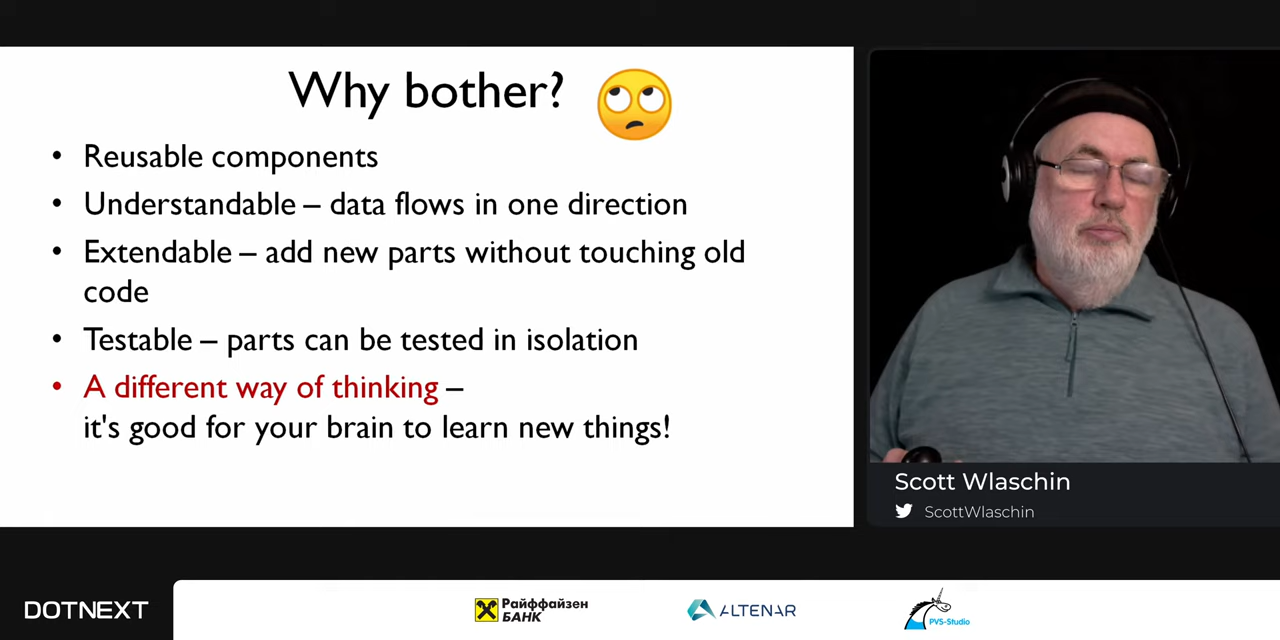 Why bother?
• Reusable components
• Understandable – data flows in one direction
• Extendable – add new parts without touching old
code
• Testable – parts can be tested in isolation
• A different way of thinking –
it's good for your brain to learn new things!
Scott Wlaschin
ScottWlaschin
DOTNEXT
Райффайзен
БАНК
ALTENAR
PVS-Studio